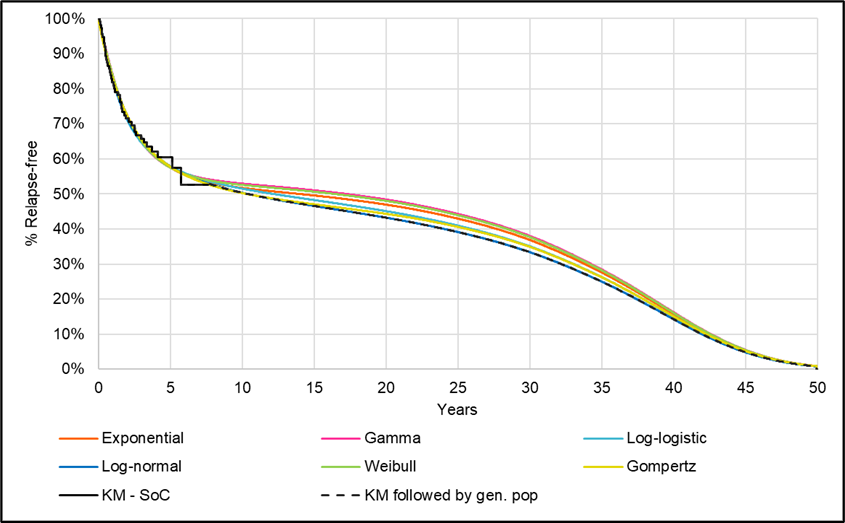 100%
90%
80%
70%
60%
50%
40%
30%
20%
10%
0%
% Relapse-free
0 5 10 15 20 25 30 35 40 45 50
Years
Exponential Gamma Log-logistic
Log-normal Weibull Gompertz
KM - SoC KM followed by gen. pop